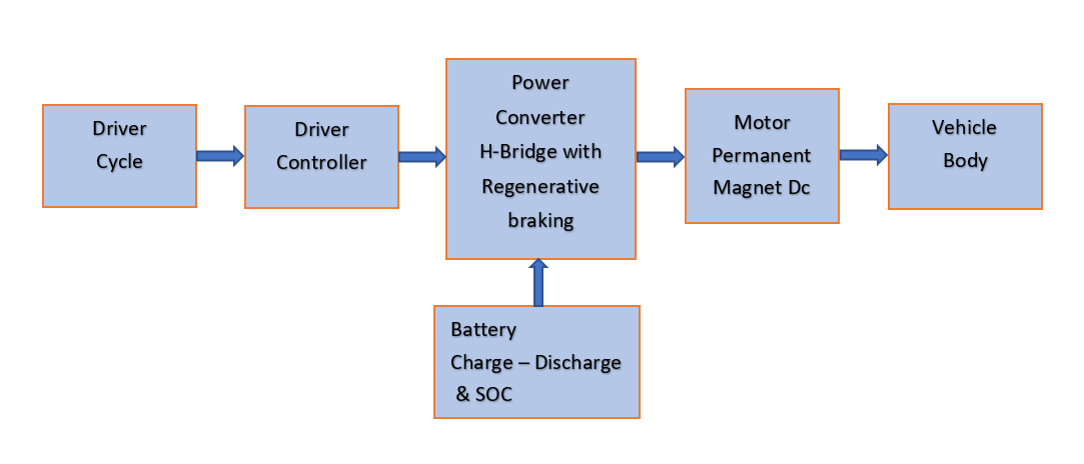 Driver
Cycle
Driver
Controller
Power
Converter
H-Bridge with
Regenerative
braking
Motor
Permanent
Magnet Dc
Vehicle
Body
Battery
Charge – Discharge
& SOC